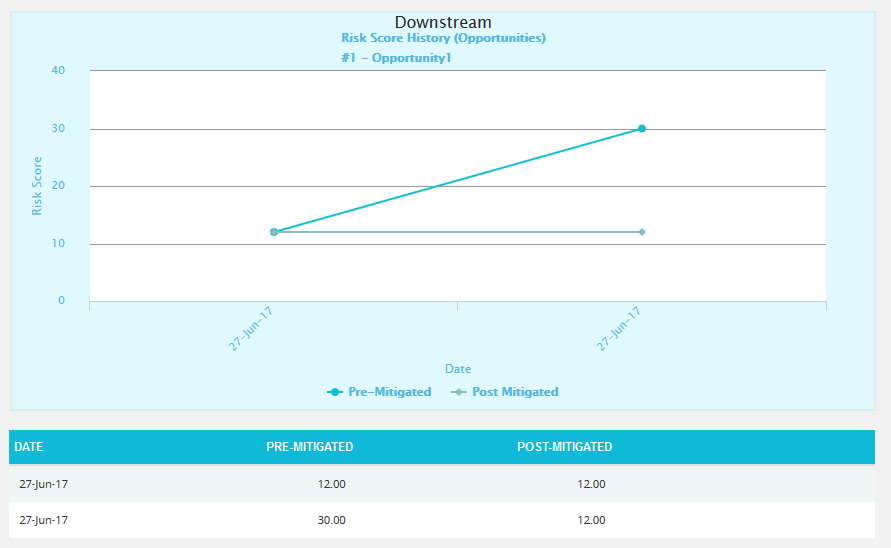 Downstream
Risk Score History (Opportunities)
#1 - Opportunity1
40
30
20
10
0
Risk Score
27-Jun-17 27-Jun-17
Date
Pre-Mitigated Post Mitigated
DATE PRE-MITIGATED POST-MITIGATED
27-Jun-17 12.00 12.00
27-Jun-17 30.00 12.00